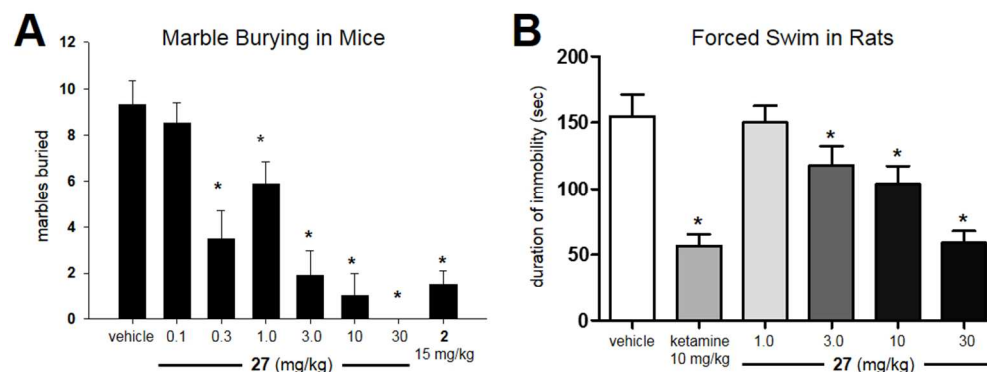 A
Marble Burying in Mice
marbles buried
12
10
8
6
4
2
0
*
*
*
*
*
*
vehicle 0.1 0.3 1.0 3.0 10 30 2
15 mg/kg
27 (mg/kg)
B
Forced Swim in Rats
duration of immobility (sec)
200
150
100
50
0
*
*
*
*
vehicle ketamine 1.0 3.0 10 30
10 mg/kg
27 (mg/kg)